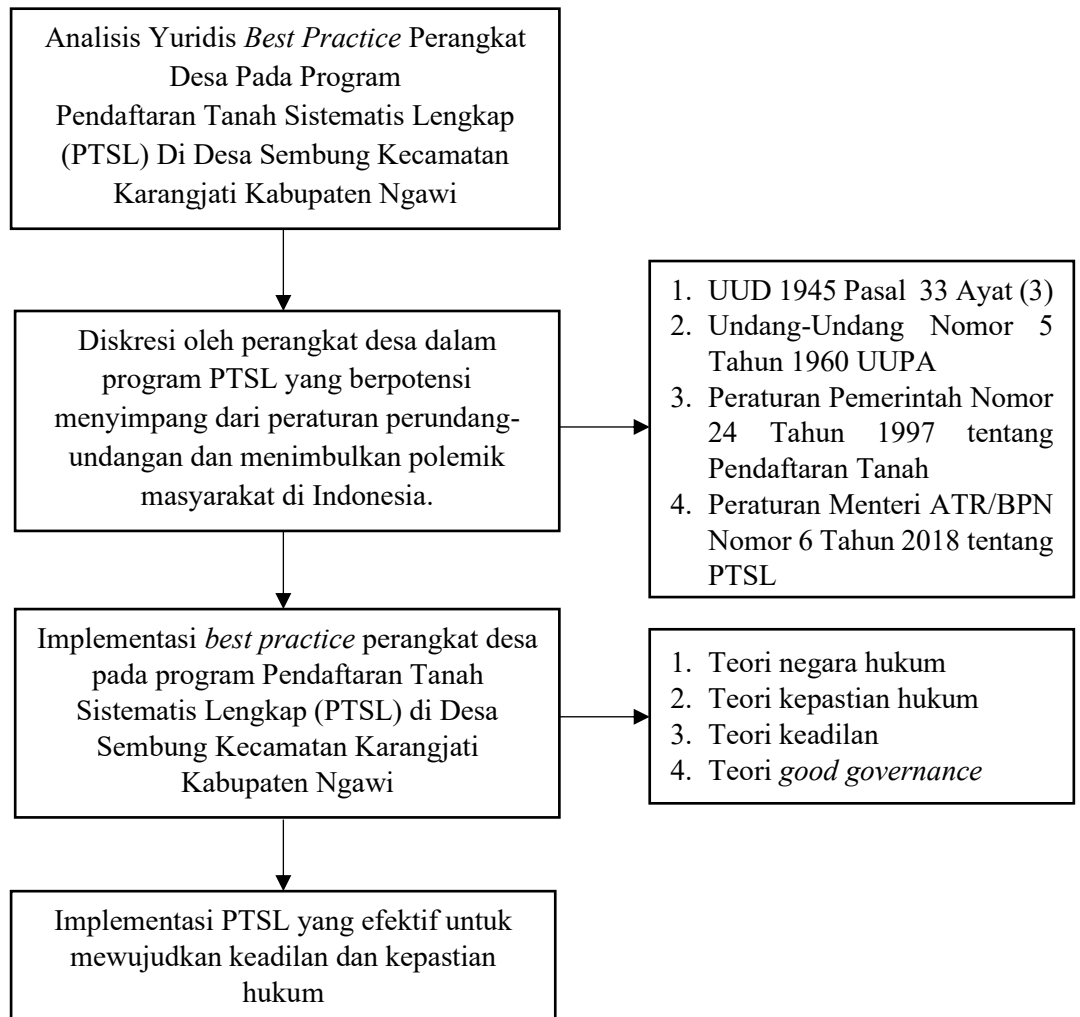 Analisis Yuridis Best Practice Perangkat
Desa Pada Program
Pendaftaran Tanah Sistematis Lengkap
(PTSL) Di Desa Sembung Kecamatan
Karangjati Kabupaten Ngawi
Diskresi oleh perangkat desa dalam
program PTSL yang berpotensi
menyimpang dari peraturan perundang-
undangan dan menimbulkan polemik
masyarakat di Indonesia.
1. UUD 1945 Pasal 33 Ayat (3)
2. Undang-Undang Nomor 5
Tahun 1960 UUPA
3. Peraturan Pemerintah Nomor
24 Tahun 1997 tentang
Pendaftaran Tanah
4. Peraturan Menteri ATR/BPN
Nomor 6 Tahun 2018 tentang
PTSL
Implementasi best practice perangkat desa
pada program Pendaftaran Tanah
Sistematis Lengkap (PTSL) di Desa
Sembung Kecamatan Karangjati
Kabupaten Ngawi
1. Teori negara hukum
2. Teori kepastian hukum
3. Teori keadilan
4. Teori good governance
Implementasi PTSL yang efektif untuk
mewujudkan keadilan dan kepastian
hukum